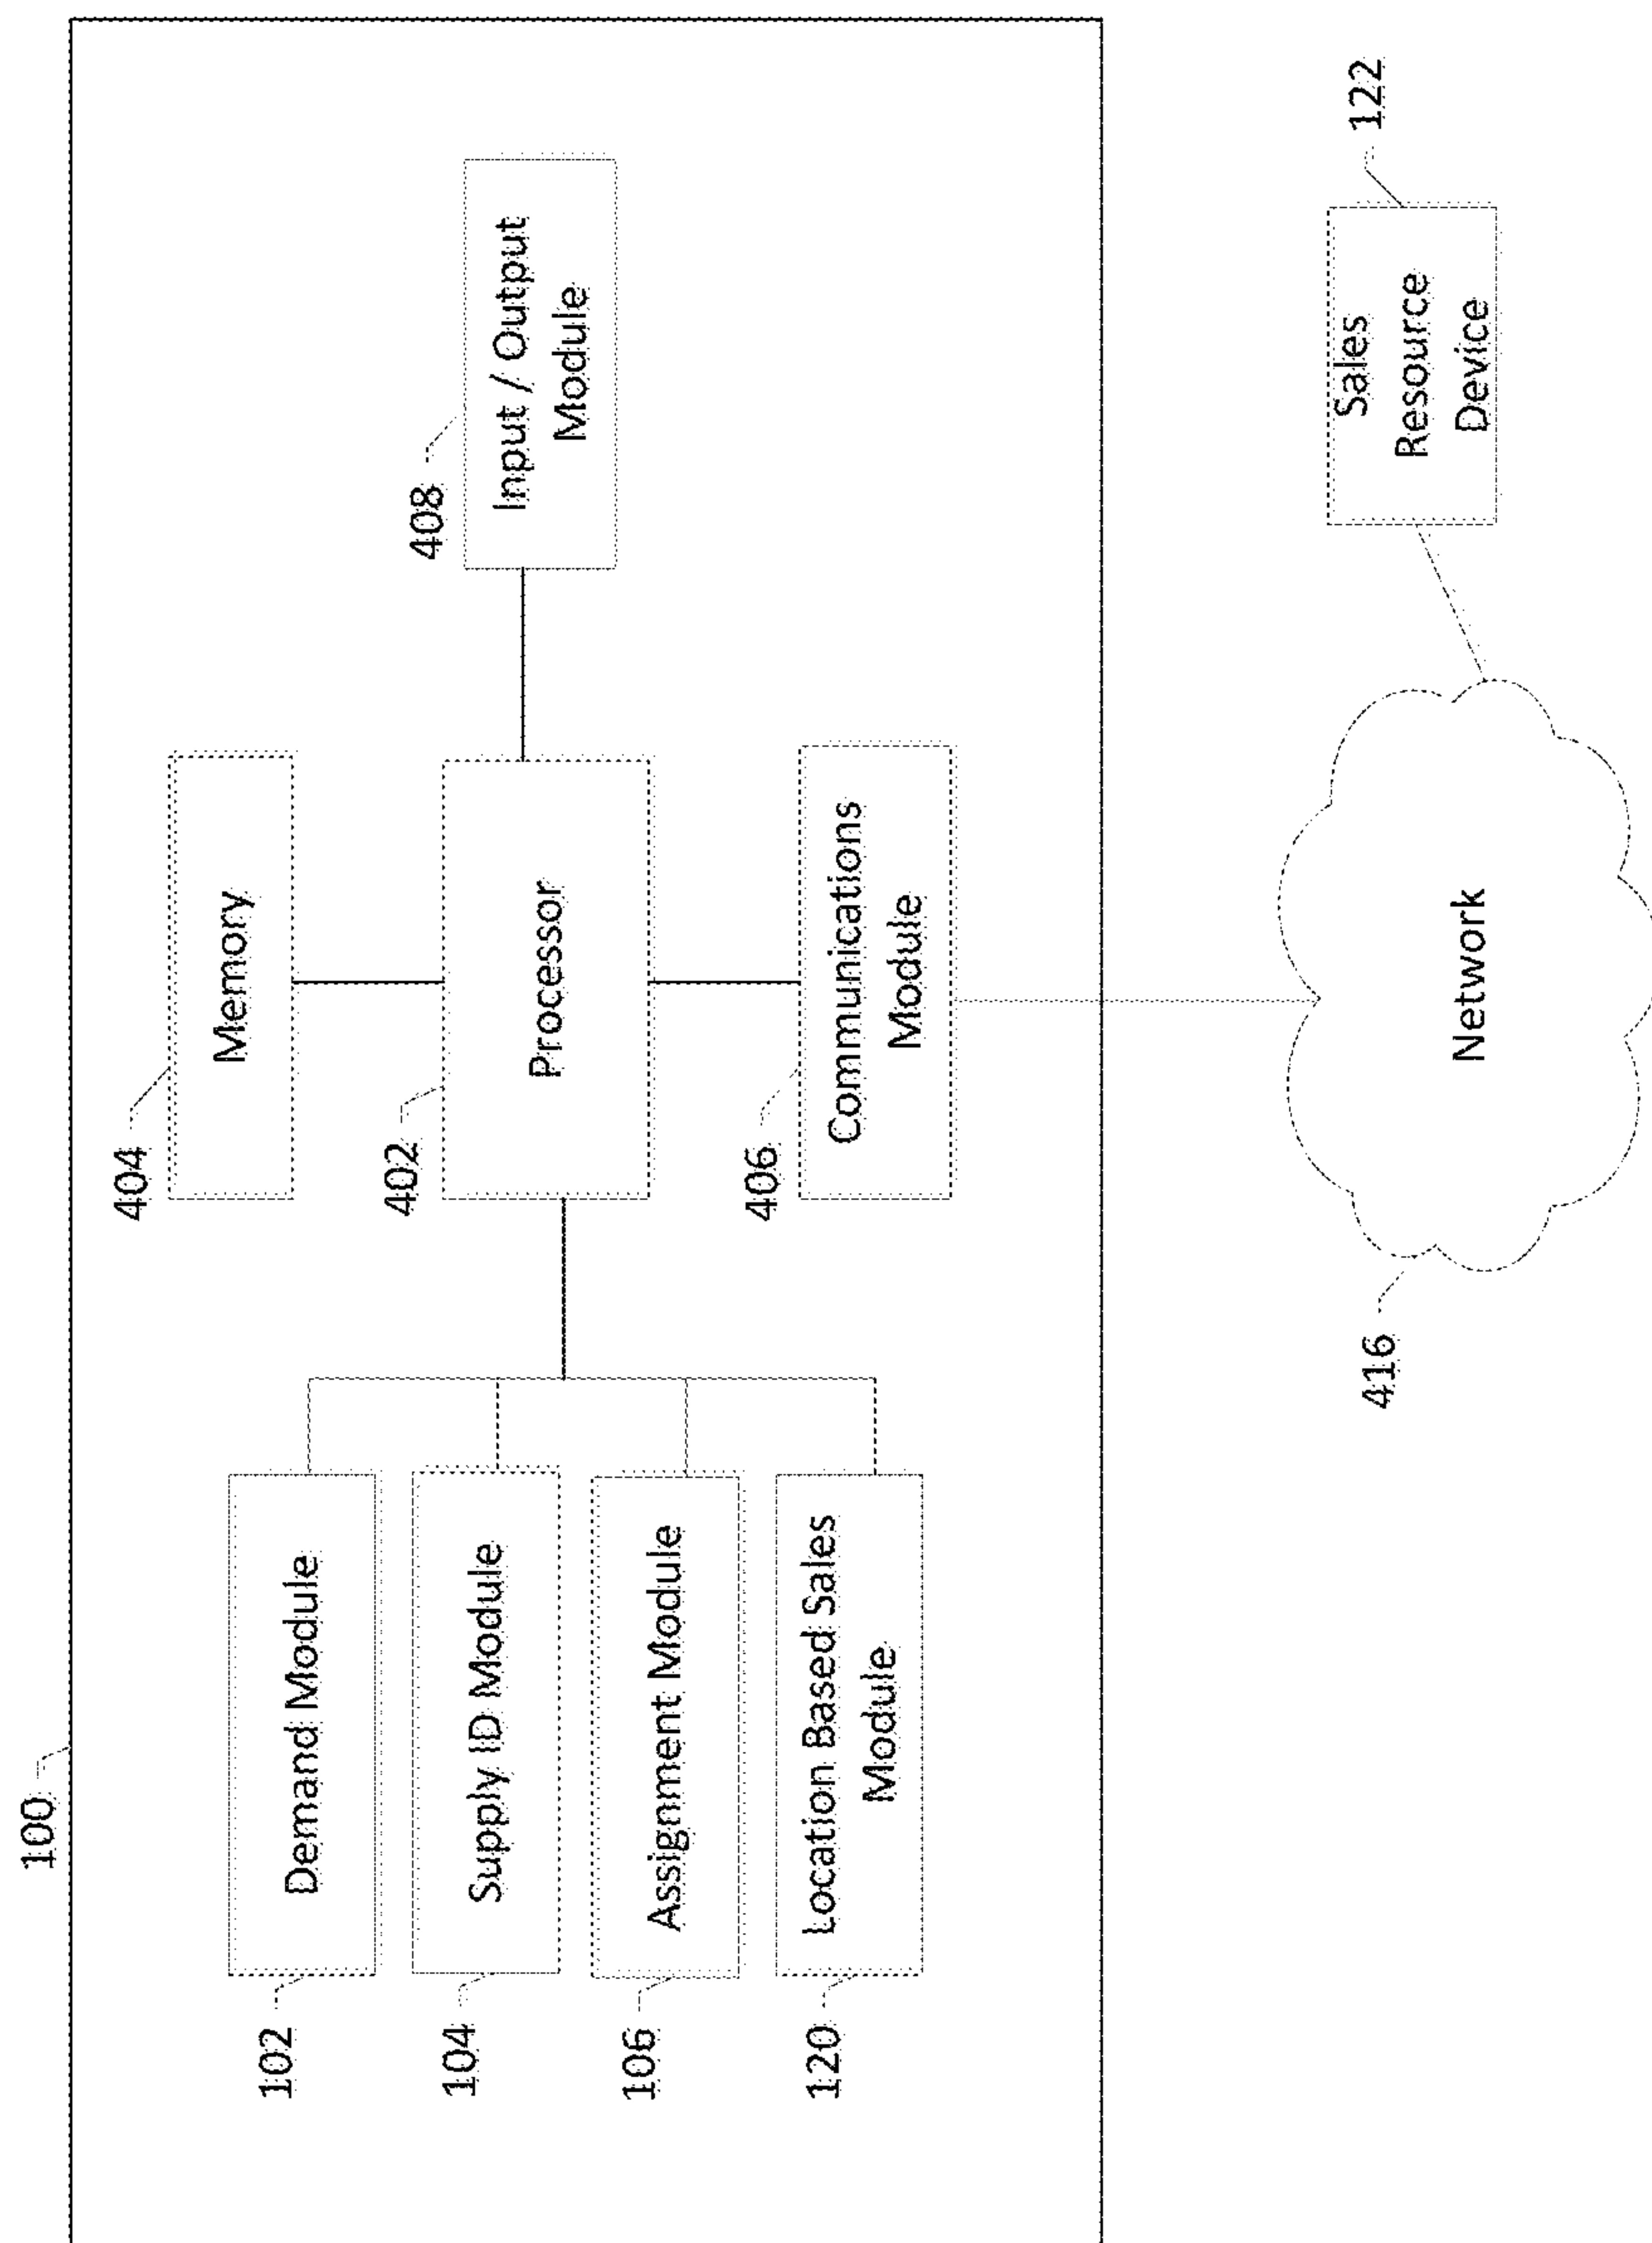 100
404
Memory
102
Demand Module
402
Processor
408
Input / Output
Module
104
Supply ID Module
106
Assignment Module
406
Communications
Module
120
Location Based Sales
Module
416
Network
122
Sales
Resource
Device